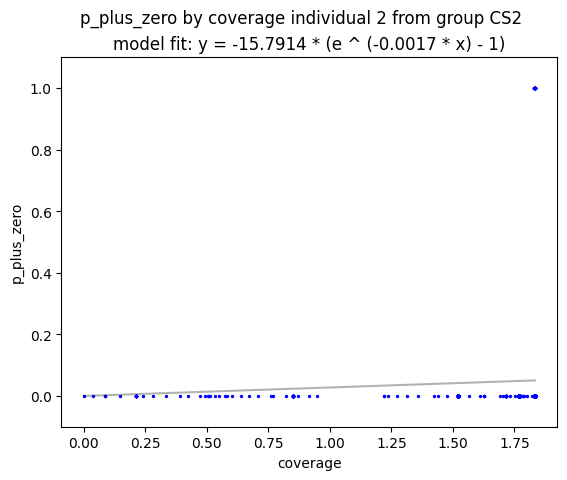 p_plus_zero by coverage individual 2 from group CS2
model fit: y = -15.7914 * (e ^ (-0.0017 * x) - 1)
1.0
0.8
0.6
0.4
0.2
0.0
p_plus_zero
0.00 0.25 0.50 0.75 1.00 1.25 1.50 1.75
coverage